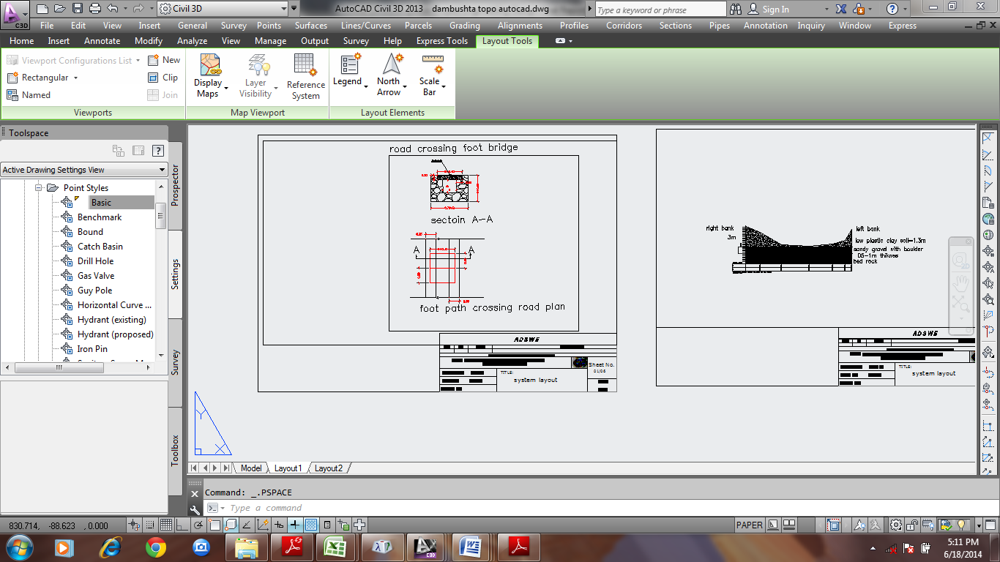 Civil 3D
AutoCAD Civil 3D 2013 dambushta topo autocad.dwg
Type a keyword or phrase
Sign In
C3D
File Edit View Insert General Survey Points Surfaces Lines/Curves Parcels Grading Alignments Profiles Corridors Sections Pipes Annotation Inquiry Window Express
Home Insert Annotate Modify Analyze View Manage Output Survey Help Express Tools Layout Tools
Viewport Configurations List
New
Rectangular
Clip
Named
Join
Display Maps
Layer Visibility
Reference System
Legend
North Arrow
Scale Bar
Viewports
Map Viewport
Layout Elements
Toolspace
Active Drawing Settings View
Point Styles
Basic
Benchmark
Bound
Catch Basin
Drill Hole
Gas Valve
Guy Pole
Horizontal Curve ...
Hydrant (existing)
Hydrant (proposed)
Iron Pin
Prospector
Settings
Survey
Toolbox
road crossing foot bridge
sectain A-A
A A
foot path crossing road plan
ADSWE
Sheet No.
01/06
TITLE:
system layout
right bank
3m
left bank
low plastic clay soil=1.3m
sandy gravel with boulder
D5-1m thiknes
bed rock
ADSWE
TITLE:
system layout
2D
Y
X
Model Layout1 Layout2
Command: _.PSPACE
Type a command
830.714, -88.623 , 0.000
PAPER
5:11 PM
6/18/2014